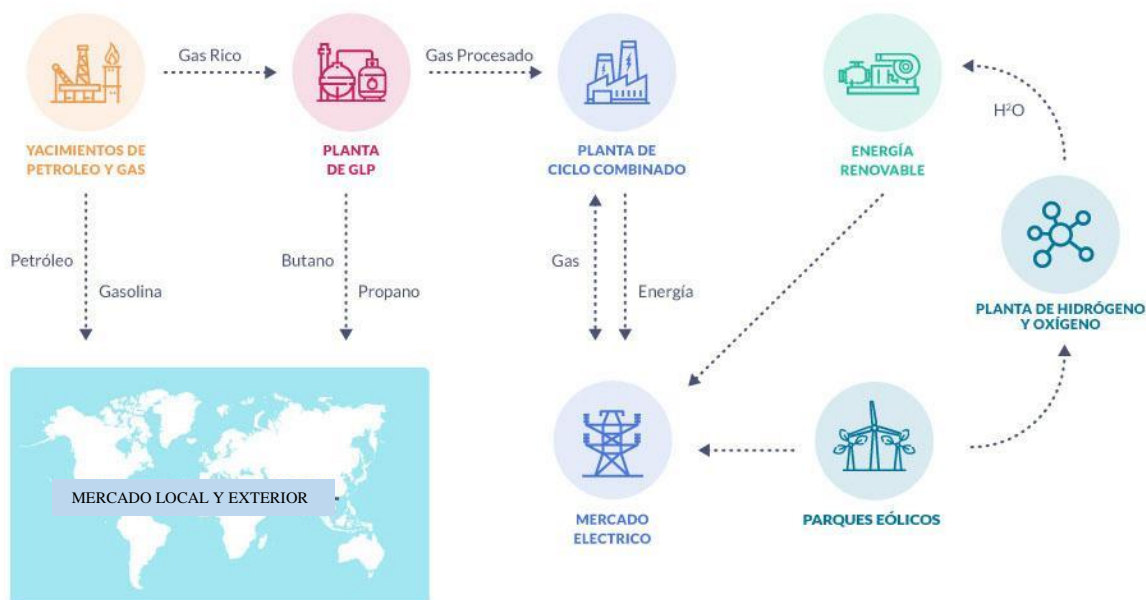 Gas Rico
Gas Procesado
YACIMIENTOS DE
PETROLEO Y GAS
PLANTA
DE GLP
PLANTA DE
CICLO COMBINADO
ENERGÍA
RENOVABLE
H²O
Petróleo
Gasolina
Butano
Propano
Gas
Energía
PLANTA DE HIDRÓGENO
Y OXÍGENO
MERCADO LOCAL Y EXTERIOR
MERCADO
ELECTRICO
PARQUES EÓLICOS